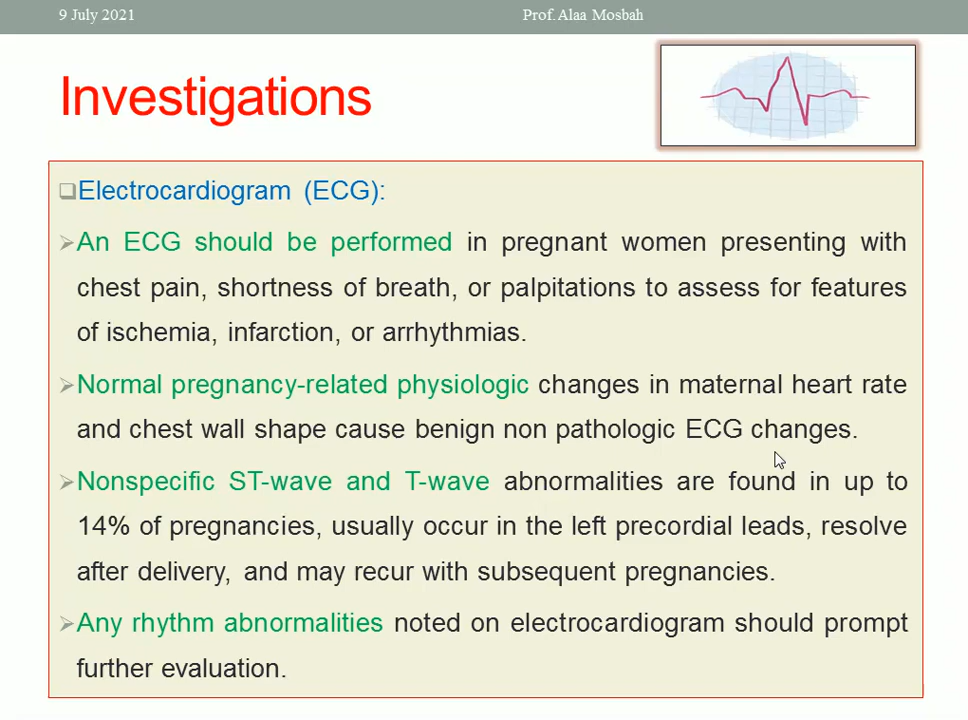 9 July 2021
Prof. Alaa Mosbah
Investigations
Electrocardiogram (ECG):
An ECG should be performed in pregnant women presenting with
chest pain, shortness of breath, or palpitations to assess for features
of ischemia, infarction, or arrhythmias.
Normal pregnancy-related physiologic changes in maternal heart rate
and chest wall shape cause benign non pathologic ECG changes.
Nonspecific ST-wave and T-wave abnormalities are found in up to
14% of pregnancies, usually occur in the left precordial leads, resolve
after delivery, and may recur with subsequent pregnancies.
Any rhythm abnormalities noted on electrocardiogram should prompt
further evaluation.